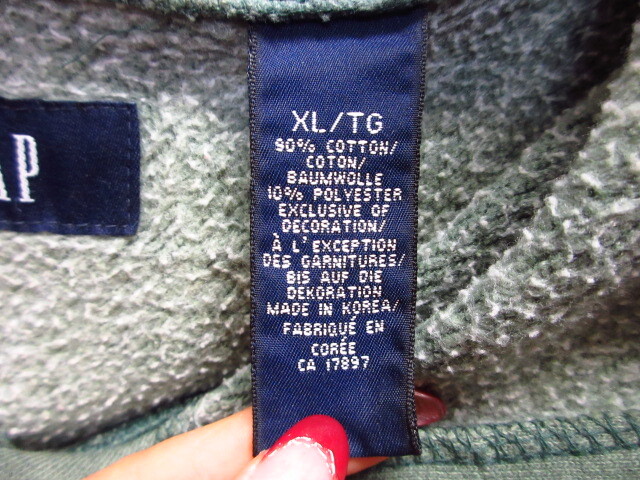 AP
XL/TG
90% COTTON/
COTON/
BAUMWOLLE
10% POLYESTER
EXCLUSIVE OF
DECORATION/
À L'EXCEPTION
DES GARNITURES/
BIS AUF DIE
DEKORATION
MADE IN KOREA/
FABRIQUÉ EN
CORÉE
CA 17897